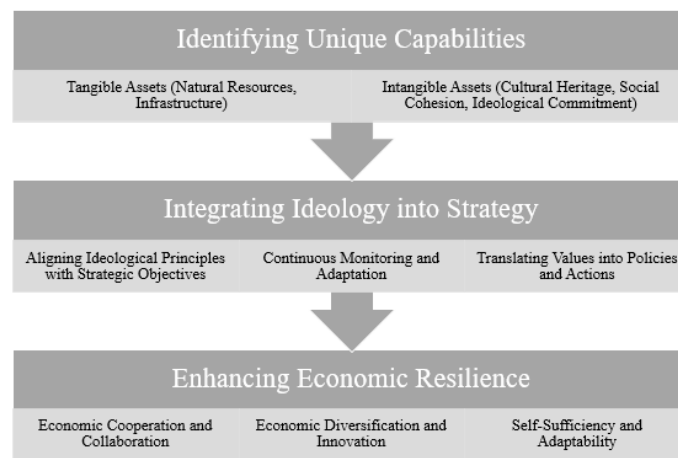 Identifying Unique Capabilities
Tangible Assets (Natural Resources,
Infrastructure)
Intangible Assets (Cultural Heritage, Social
Cohesion, Ideological Commitment)
Integrating Ideology into Strategy
Aligning Ideological Principles
with Strategic Objectives
Continuous Monitoring and
Adaptation
Translating Values into Policies
and Actions
Enhancing Economic Resilience
Economic Cooperation and
Collaboration
Economic Diversification and
Innovation
Self-Sufficiency and
Adaptability